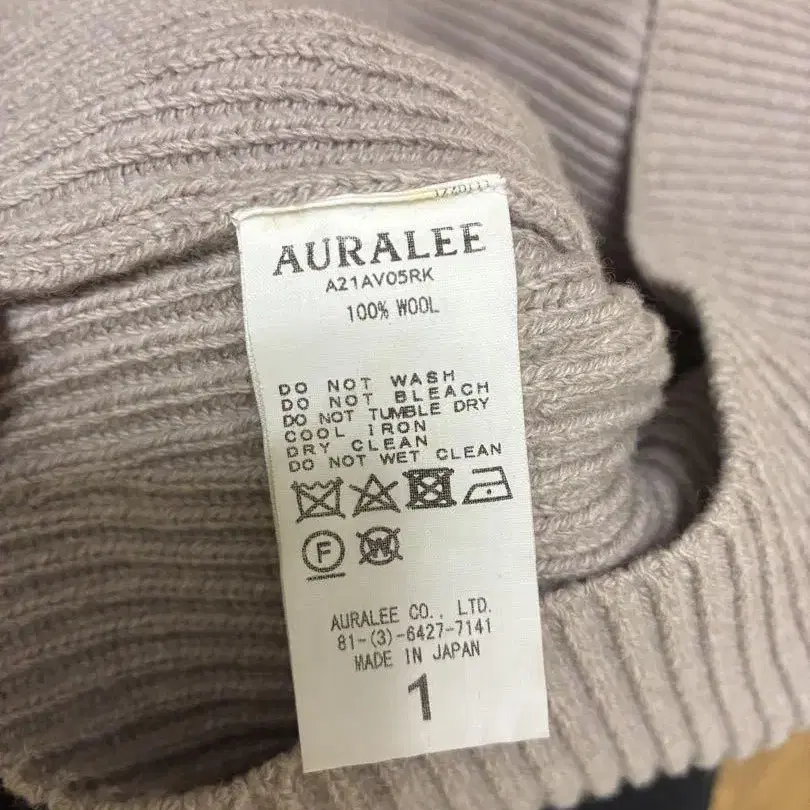 AURALEE
A21AV05RK
100% WOOL
DO NOT WASH
DO NOT BLEACH
DO NOT TUMBLE DRY
COOL IRON
DRY CLEAN
DO NOT WET CLEAN
F W
AURALEE CO., LTD.
81-(3)-6427-7141
MADE IN JAPAN
1